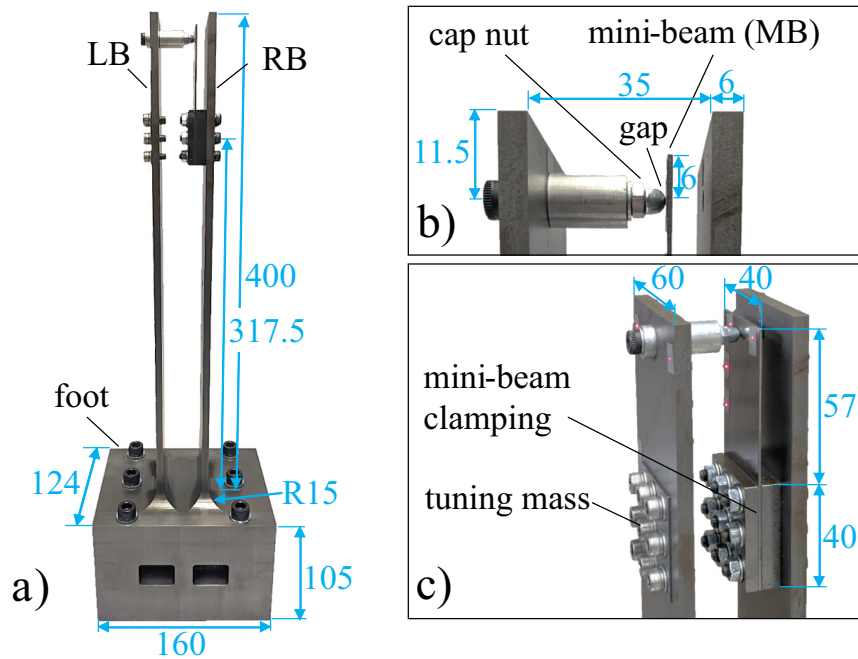 LB
RB
400
317.5
foot
124
R15
105
a)
160
cap nut
mini-beam (MB)
35
6
gap
11.5
6
b)
60
40
mini-beam
clamping
57
tuning mass
40
c)